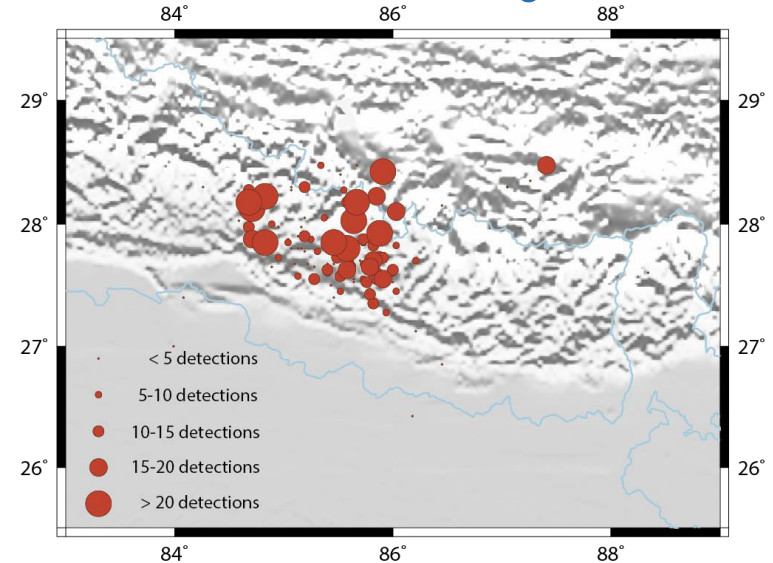 84° 86° 88°
29° 29°
28° 28°
27° 27°
< 5 detections
5-10 detections
10-15 detections
26° 15-20 detections 26°
> 20 detections
84° 86° 88°